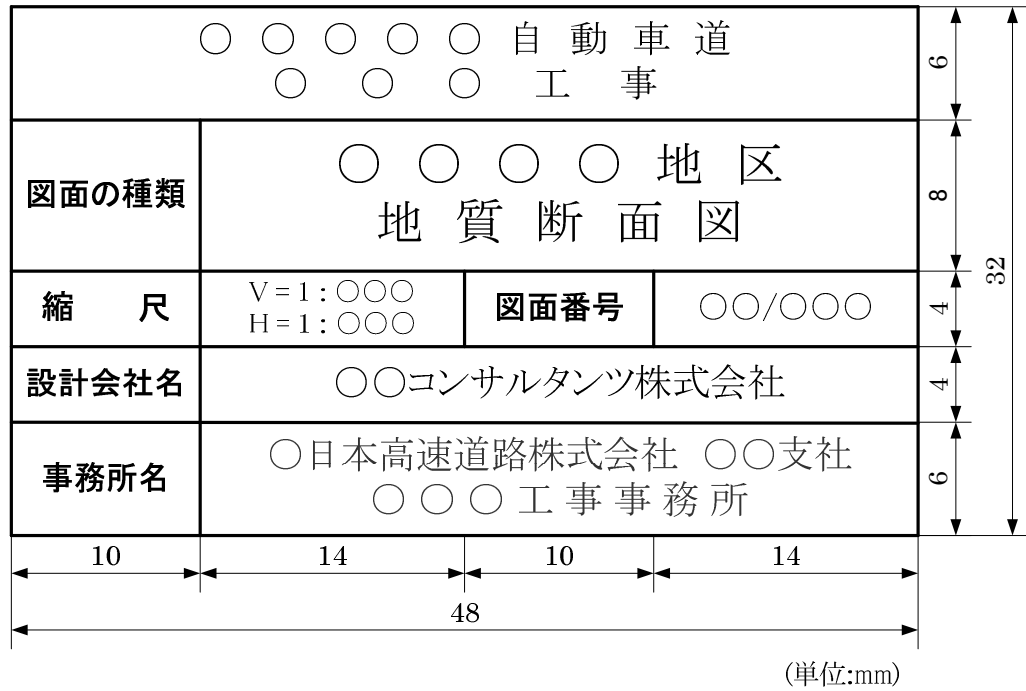 ○ ○ ○ ○ ○ 自 動 車 道
○ ○ ○ 工 事
図面の種類
○ ○ ○ ○ 地 区
地 質 断 面 図
縮 尺
V=1:○○○
H=1:○○○
図面番号
○○/○○○
設計会社名
○○コンサルタンツ株式会社
事務所名
○日本高速道路株式会社 ○○支社
○○○工事事務所
6
8
4
4
6
32
10
14
10
14
48
(単位:mm)